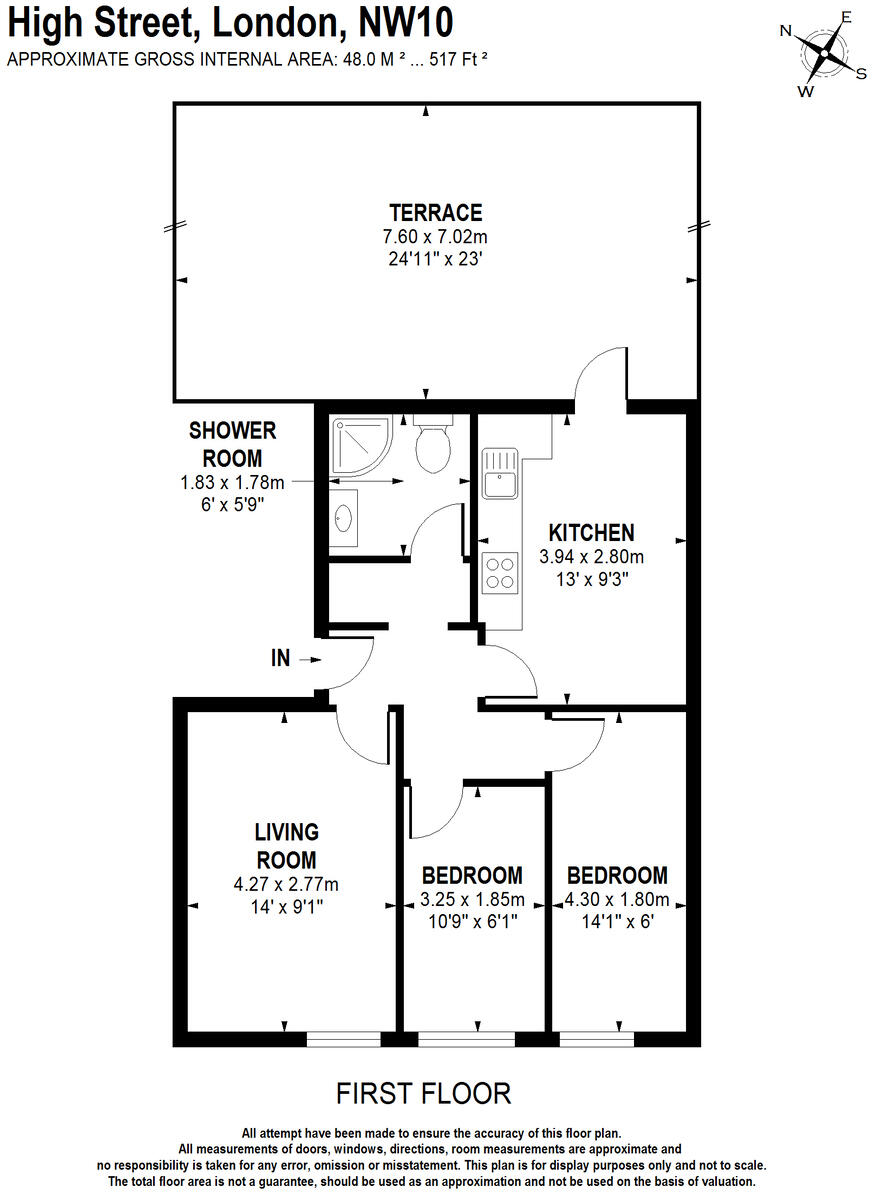 High Street, London, NW10
APPROXIMATE GROSS INTERNAL AREA: 48.0 M ² ... 517 Ft ²
N
E
S
W
TERRACE
7.60 x 7.02m
24'11" x 23'
SHOWER
ROOM
1.83 x 1.78m
6' x 5'9"
KITCHEN
3.94 x 2.80m
13' x 9'3"
IN
LIVING
ROOM
4.27 x 2.77m
14' x 9'1"
BEDROOM
3.25 x 1.85m
10'9" x 6'1"
BEDROOM
4.30 x 1.80m
14'1" x 6'
FIRST FLOOR
All attempt have been made to ensure the accuracy of this floor plan.
All measurements of doors, windows, directions, room measurements are approximate and
no responsibility is taken for any error, omission or misstatement. This plan is for display purposes only and not to scale.
The total floor area is not a guarantee, should be used as an approximation and not be used on the basis of valuation.